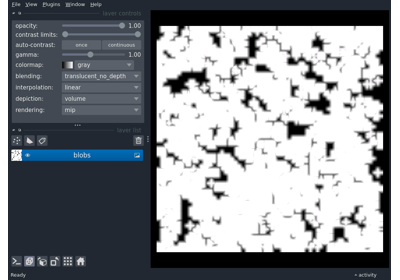 File View Plugins Window Help
layer controls
opacity: 1.00
contrast limits:
auto-contrast: once continuous
gamma: 1.00
colormap: gray
blending: translucent_no_depth
interpolation: linear
depiction: volume
rendering: mip
layer list
blobs
Ready
activity